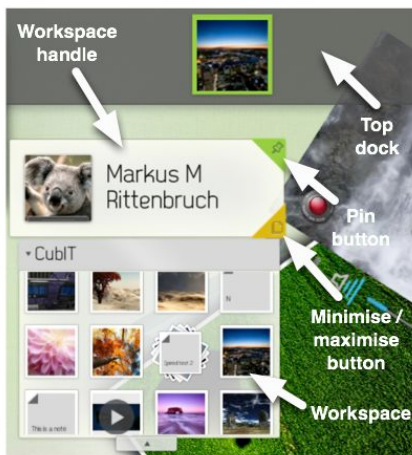 Workspace
handle
Top
dock
Markus M
Rittenbruch
Pin
button
CubIT
N
Minimise /
maximise
button
Workspace
This is a note